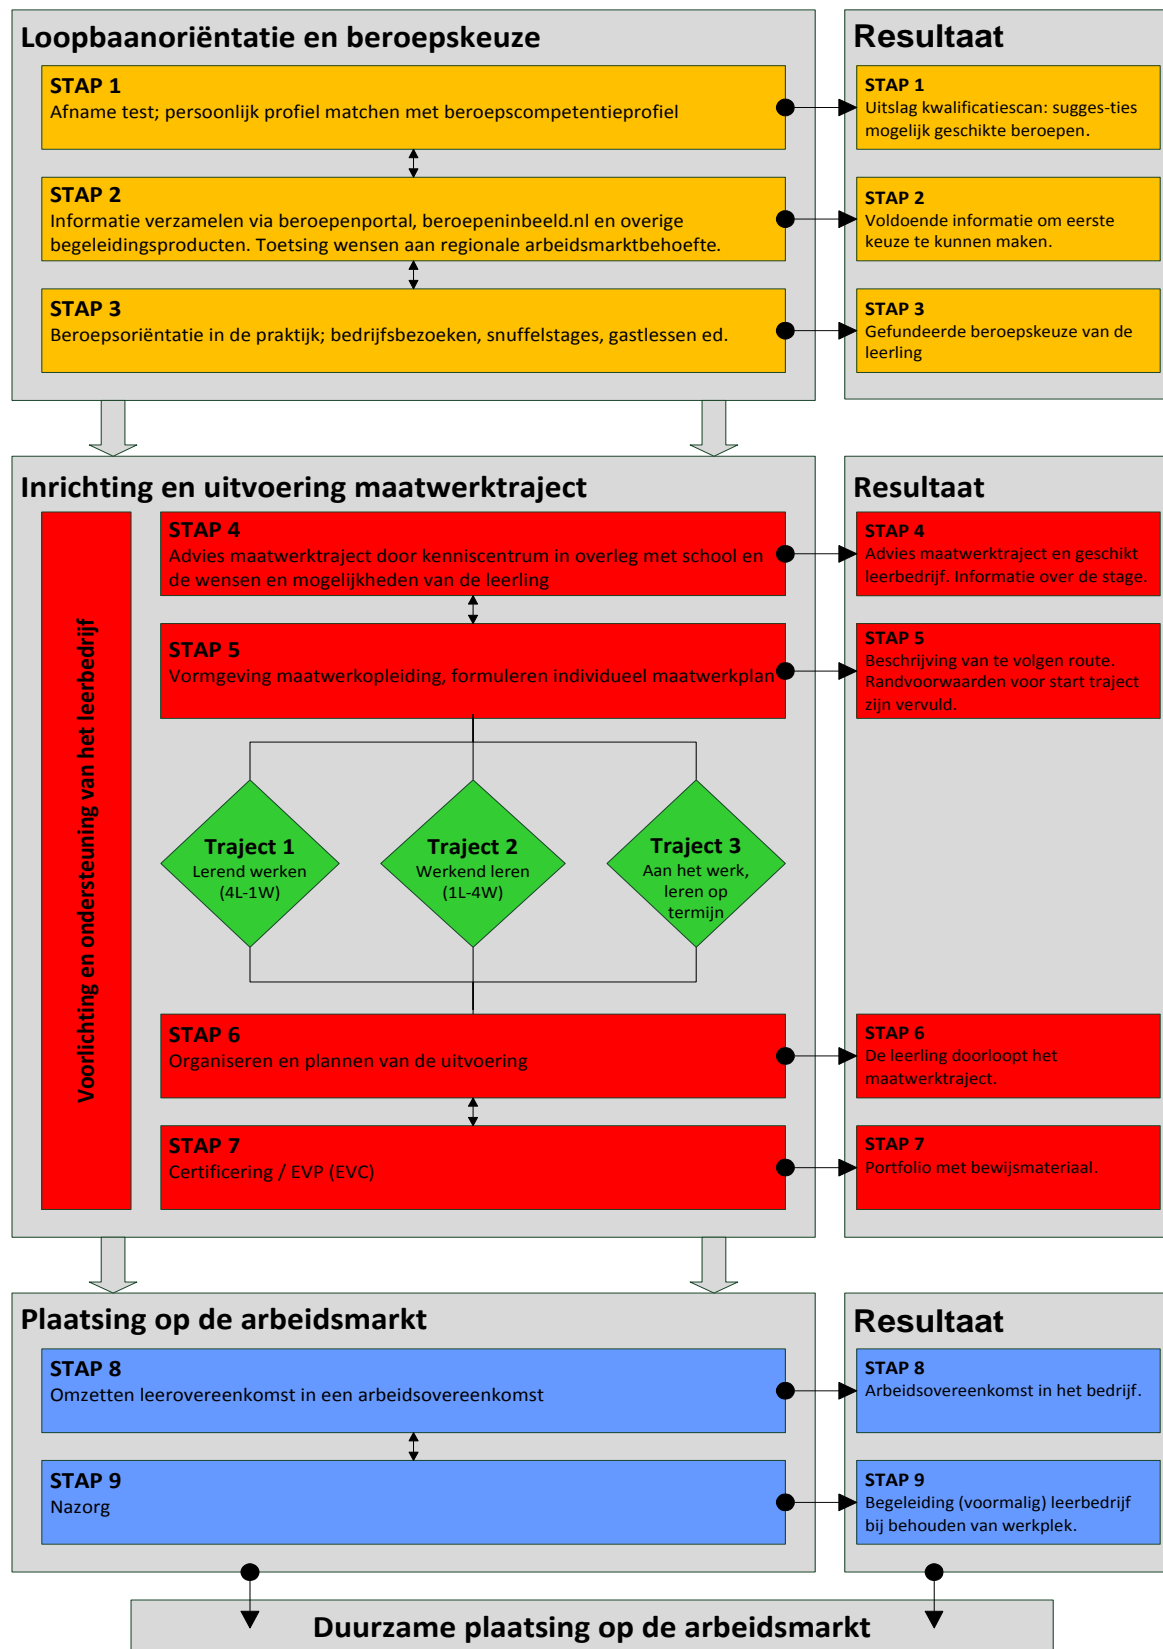 Loopbaanoriëntatie en beroepskeuze
STAP 1
Afname test; persoonlijk profiel matchen met beroepscompetentieprofiel
STAP 2
Informatie verzamelen via beroepenportal, beroepeninbeeld.nl en overige
begeleidingsproducten. Toetsing wensen aan regionale arbeidsmarktbehoefte.
STAP 3
Beroepsoriëntatie in de praktijk; bedrijfsbezoeken, snuffelstages, gastlessen ed.
Resultaat
STAP 1
Uitslag kwalificatiescan: sugges-ties
mogelijk geschikte beroepen.
STAP 2
Voldoende informatie om eerste
keuze te kunnen maken.
STAP 3
Gefundeerde beroepskeuze van de
leerling
Inrichting en uitvoering maatwerktraject
Voorlichting en ondersteuning van het leerbedrijf
STAP 4
Advies maatwerktraject door kenniscentrum in overleg met school en
de wensen en mogelijkheden van de leerling
STAP 5
Vormgeving maatwerkopleiding, formuleren individueel maatwerkplan
Traject 1
Lerend werken
(4L-1W)
Traject 2
Werkend leren
(1L-4W)
Traject 3
Aan het werk,
leren op
termijn
STAP 6
Organiseren en plannen van de uitvoering
STAP 7
Certificering / EVP (EVC)
Resultaat
STAP 4
Advies maatwerktraject en geschikt
leerbedrijf. Informatie over de stage.
STAP 5
Beschrijving van te volgen route.
Randvoorwaarden voor start traject
zijn vervuld.
STAP 6
De leerling doorloopt het
maatwerktraject.
STAP 7
Portfolio met bewijsmateriaal.
Plaatsing op de arbeidsmarkt
STAP 8
Omzetten leerovereenkomst in een arbeidsovereenkomst
STAP 9
Nazorg
Resultaat
STAP 8
Arbeidsovereenkomst in het bedrijf.
STAP 9
Begeleiding (voormalig) leerbedrijf
bij behouden van werkplek.
Duurzame plaatsing op de arbeidsmarkt